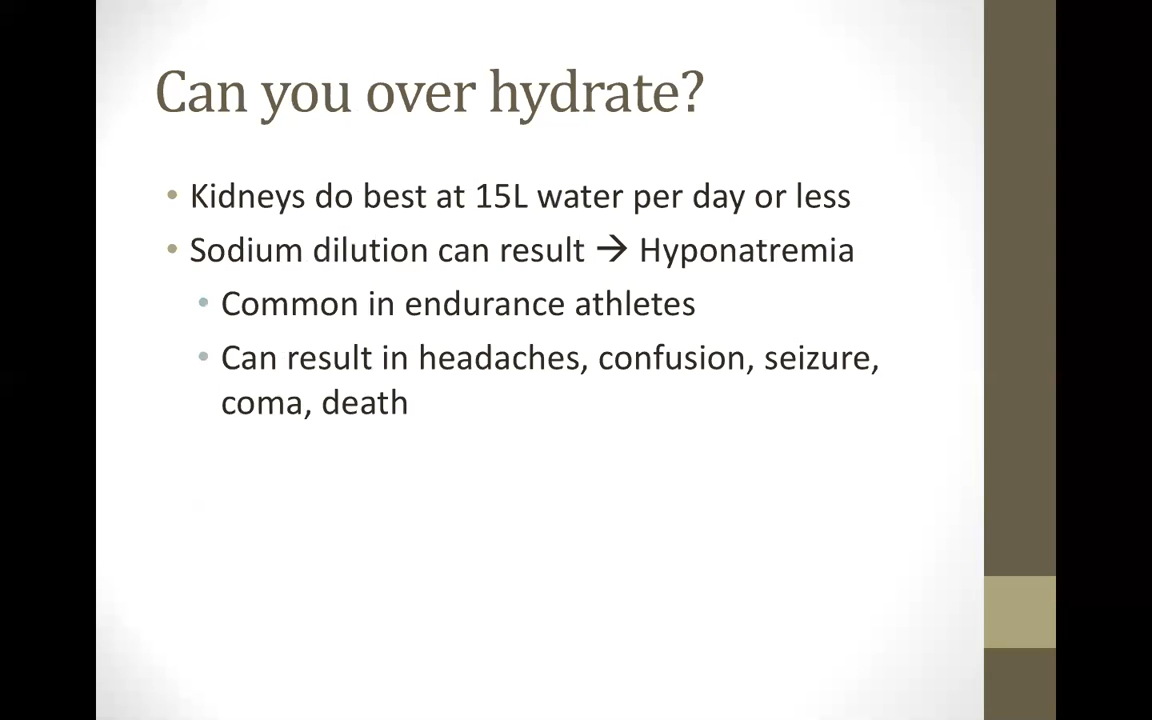 Can you over hydrate?
• Kidneys do best at 15L water per day or less
• Sodium dilution can result → Hyponatremia
• Common in endurance athletes
• Can result in headaches, confusion, seizure,
coma, death